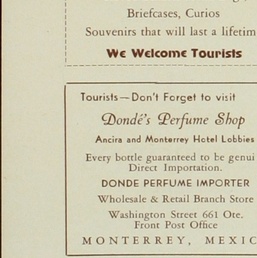 Briefcases, Curios
Souvenirs that will last a lifetim
We Welcome Tourists
Tourists—Don't Forget to visit
Dondé's Perfume Shop
Ancira and Monterrey Hotel Lobbies
Every bottle guaranteed to be genui
Direct Importation.
DONDE PERFUME IMPORTER
Wholesale & Retail Branch Store
Washington Street 661 Ote.
Front Post Office
MONTERREY, MEXIC